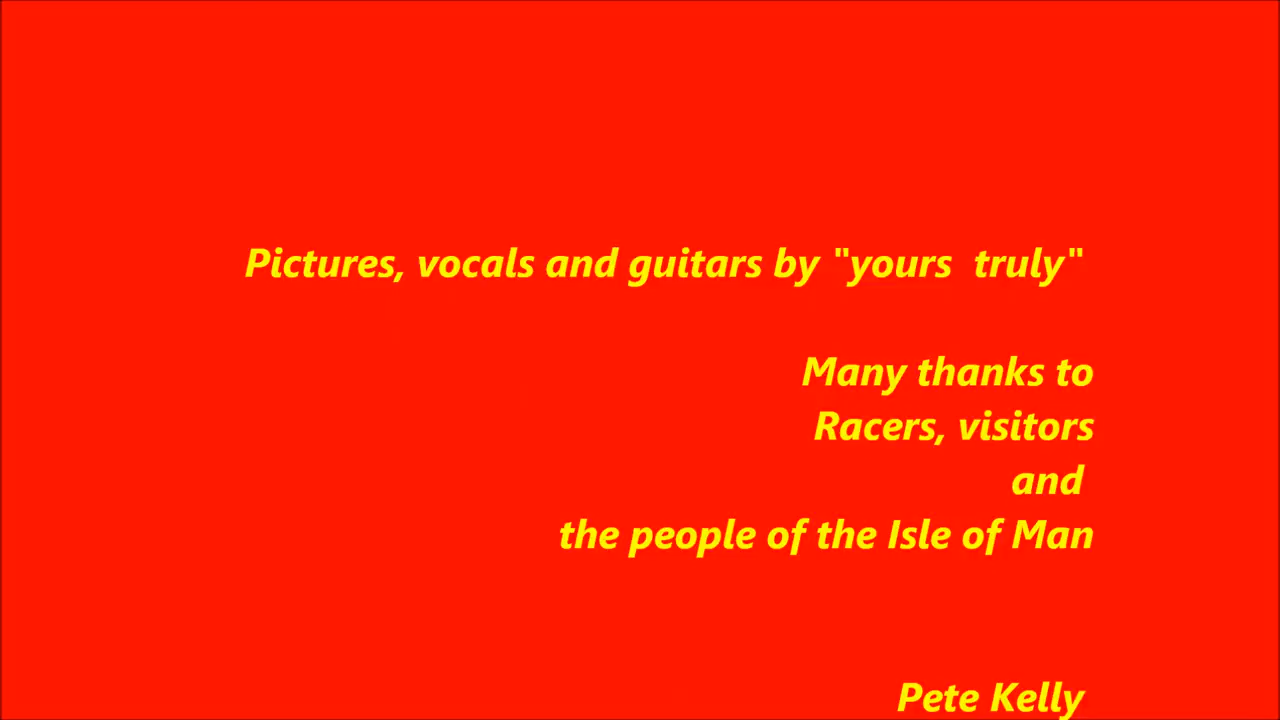 Pictures, vocals and guitars by "yours  truly"
Many thanks to
Racers, visitors
and
the people of the Isle of Man
Pete Kelly